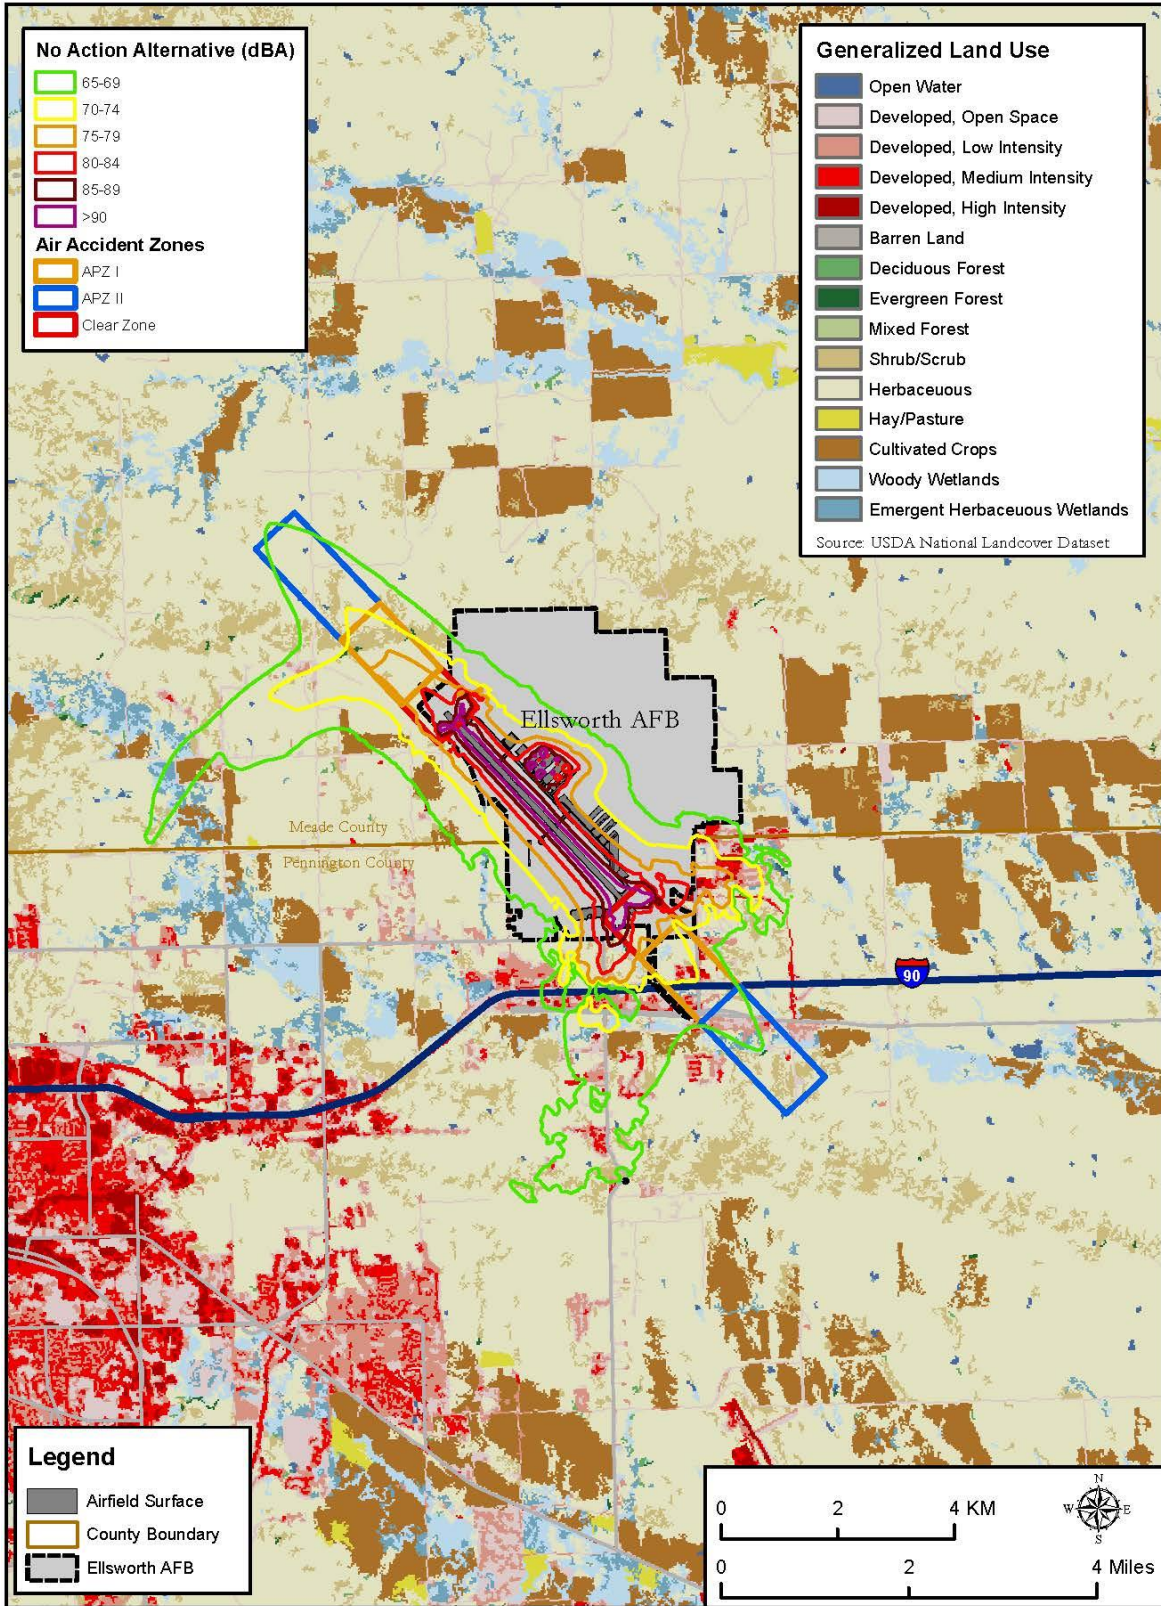 No Action Alternative (dBA)
65-69
70-74
75-79
80-84
85-89
>90
Air Accident Zones
APZ I
APZ II
Clear Zone
Generalized Land Use
Open Water
Developed, Open Space
Developed, Low Intensity
Developed, Medium Intensity
Developed, High Intensity
Barren Land
Deciduous Forest
Evergreen Forest
Mixed Forest
Shrub/Scrub
Herbaceuous
Hay/Pasture
Cultivated Crops
Woody Wetlands
Emergent Herbaceuous Wetlands
Source: USDA National Landcover Dataset
Ellsworth AFB
Meade County
Pennington County
90
Legend
Airfield Surface
County Boundary
Ellsworth AFB
0 2 4 KM
0 2 4 Miles
N
W E
S